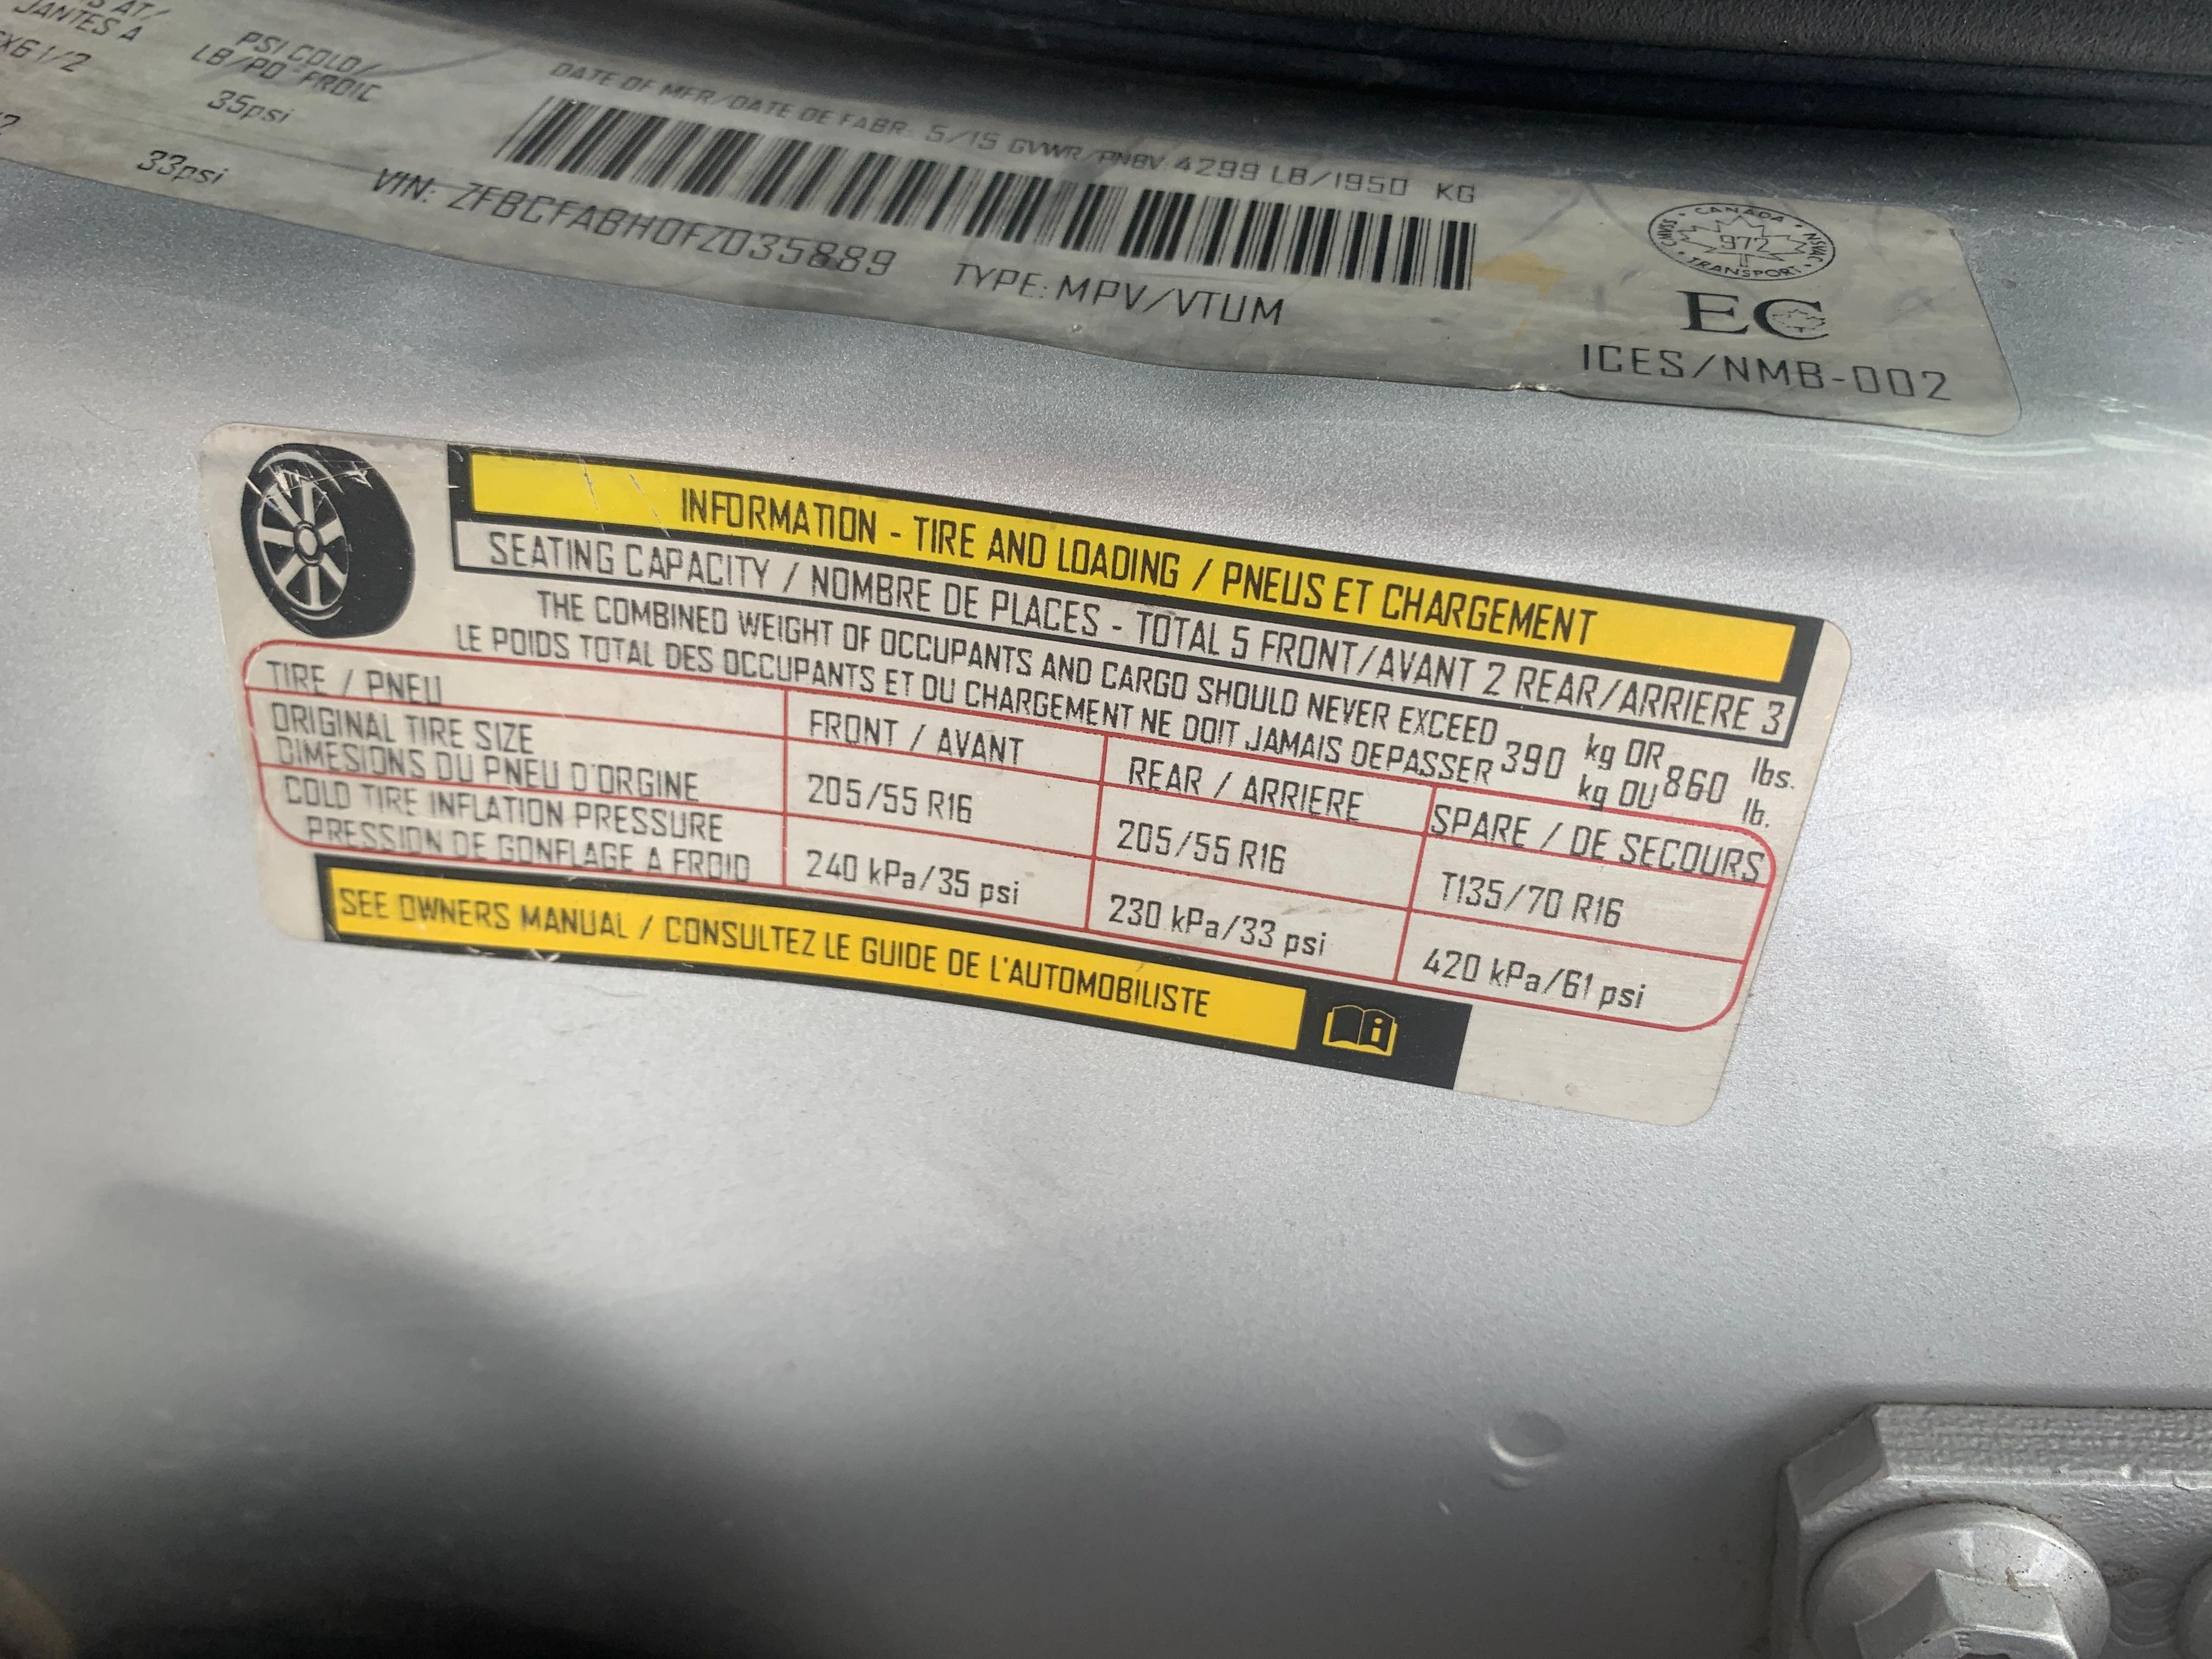 JANTES A
X6 1/2
PSI COLD/
LB/PO² FROID
35psi
33psi
DATE OF MFR/DATE DE FABR. 5/15 GVWR/PNBV 4299 LB/1950 KG
VIN: ZFBCFABH0FZ035889
TYPE: MPV/VTUM
CANADA
CMVSS
972
NSVAC
TRANSPORT
EC
ICES/NMB-002
INFORMATION - TIRE AND LOADING / PNEUS ET CHARGEMENT
SEATING CAPACITY / NOMBRE DE PLACES - TOTAL 5 FRONT/AVANT 2 REAR/ARRIERE 3
THE COMBINED WEIGHT OF OCCUPANTS AND CARGO SHOULD NEVER EXCEED 390 kg OR 860 lbs.
LE POIDS TOTAL DES OCCUPANTS ET DU CHARGEMENT NE DOIT JAMAIS DEPASSER kg OU lb.
TIRE / PNEU FRONT / AVANT REAR / ARRIERE SPARE / DE SECOURS
ORIGINAL TIRE SIZE
DIMESIONS DU PNEU D'ORGINE 205/55 R16 205/55 R16 T135/70 R16
COLD TIRE INFLATION PRESSURE
PRESSION DE GONFLAGE A FROID 240 kPa/35 psi 230 kPa/33 psi 420 kPa/61 psi
SEE OWNERS MANUAL / CONSULTEZ LE GUIDE DE L'AUTOMOBILISTE